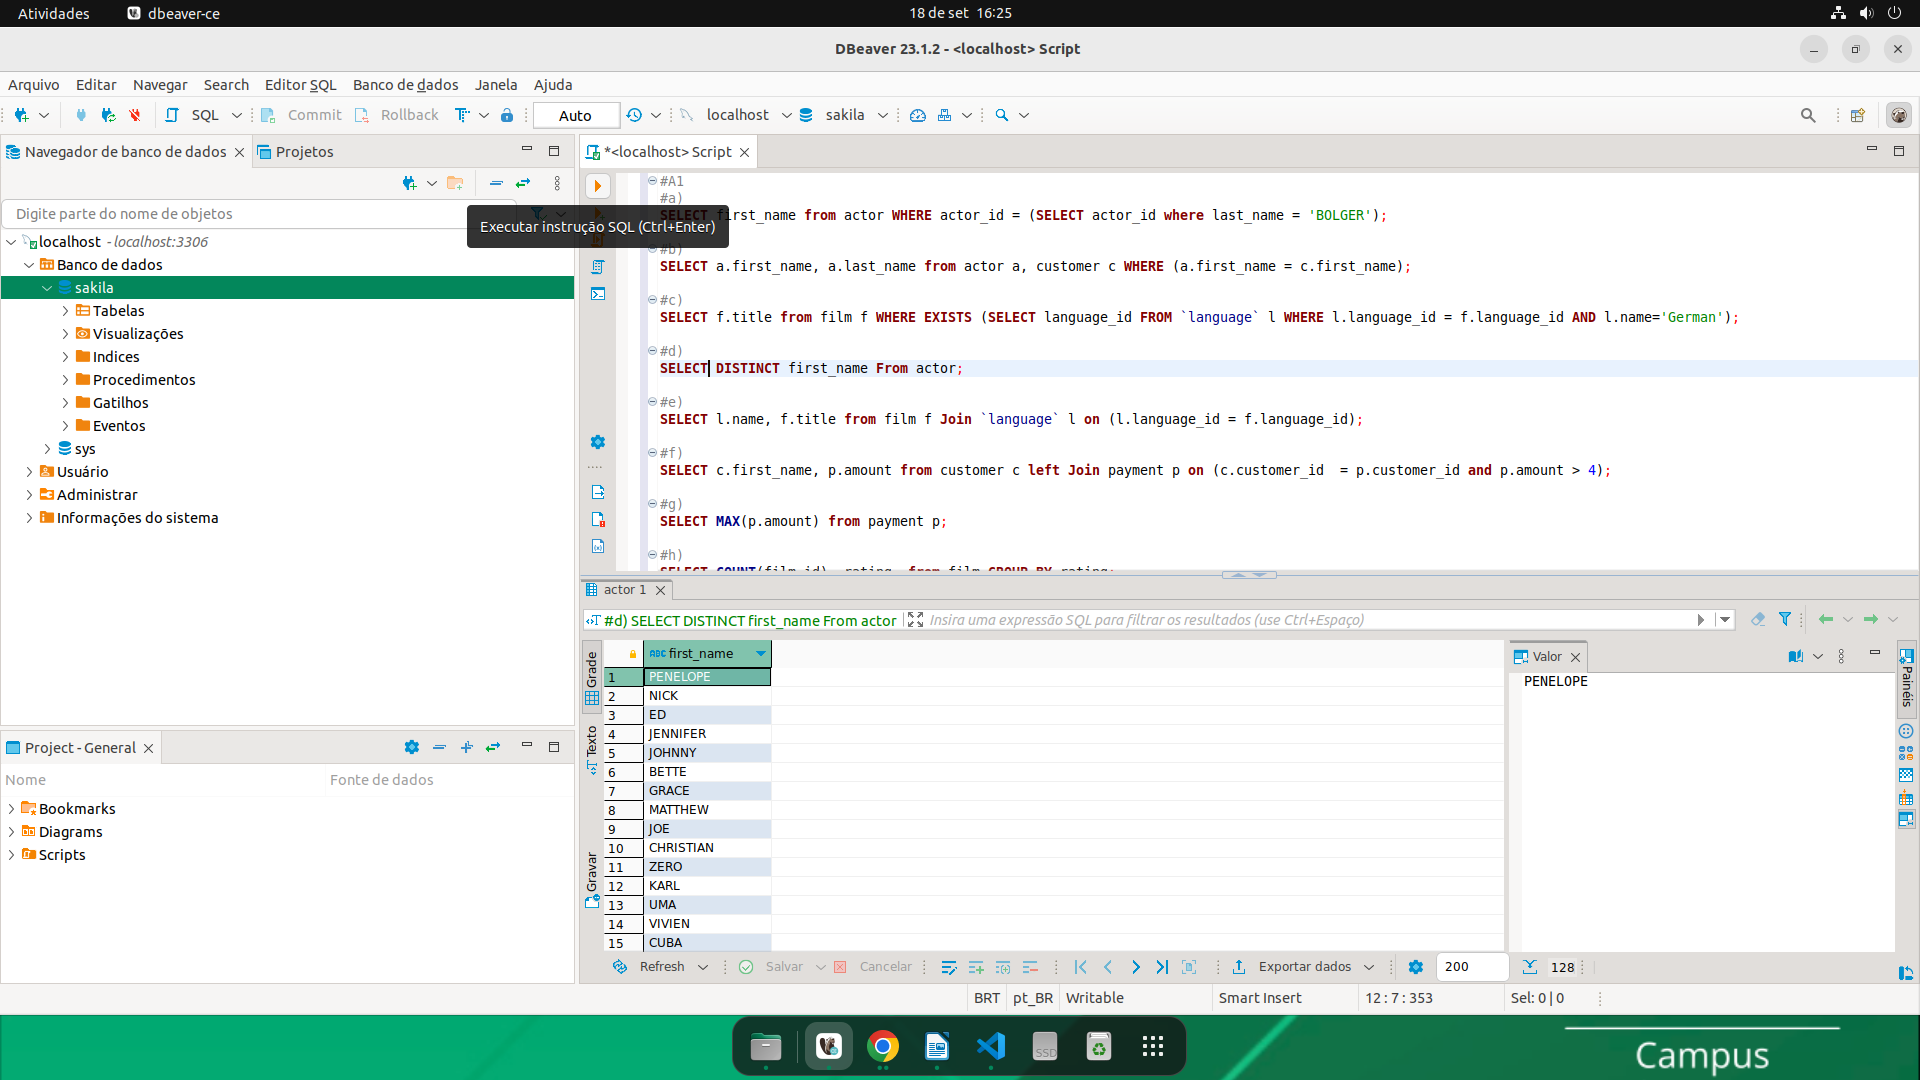 Atividades dbeaver-ce 18 de set 16:25
DBeaver 23.1.2 - <localhost> Script
Arquivo Editar Navegar Search Editor SQL Banco de dados Janela Ajuda
SQL Commit Rollback Auto localhost sakila
Navegador de banco de dados Projetos
*<localhost> Script
Digite parte do nome de objetos
Executar instrução SQL (Ctrl+Enter)
localhost - localhost:3306
Banco de dados
sakila
Tabelas
Visualizações
Indices
Procedimentos
Gatilhos
Eventos
sys
Usuário
Administrar
Informações do sistema
Project - General
Nome Fonte de dados
Bookmarks
Diagrams
Scripts
#A1
#a)
SELECT first_name from actor WHERE actor_id = (SELECT actor_id where last_name = 'BOLGER');
#b)
SELECT a.first_name, a.last_name from actor a, customer c WHERE (a.first_name = c.first_name);
#c)
SELECT f.title from film f WHERE EXISTS (SELECT language_id FROM `language` l WHERE l.language_id = f.language_id AND l.name='German');
#d)
SELECT DISTINCT first_name From actor;
#e)
SELECT l.name, f.title from film f Join `language` l on (l.language_id = f.language_id);
#f)
SELECT c.first_name, p.amount from customer c left Join payment p on (c.customer_id  = p.customer_id and p.amount > 4);
#g)
SELECT MAX(p.amount) from payment p;
#h)
SELECT COUNT(film_id), rating  from film GROUP BY rating;
actor 1
#d) SELECT DISTINCT first_name From actor Insira uma expressão SQL para filtrar os resultados (use Ctrl+Espaço)
Grade
Texto
Gravar
ABC first_name
1 PENELOPE
2 NICK
3 ED
4 JENNIFER
5 JOHNNY
6 BETTE
7 GRACE
8 MATTHEW
9 JOE
10 CHRISTIAN
11 ZERO
12 KARL
13 UMA
14 VIVIEN
15 CUBA
Valor
PENELOPE
Painéis
Refresh Salvar Cancelar Exportar dados 200 128
BRT pt_BR Writable Smart Insert 12 : 7 : 353 Sel: 0 | 0
SSD
Campus